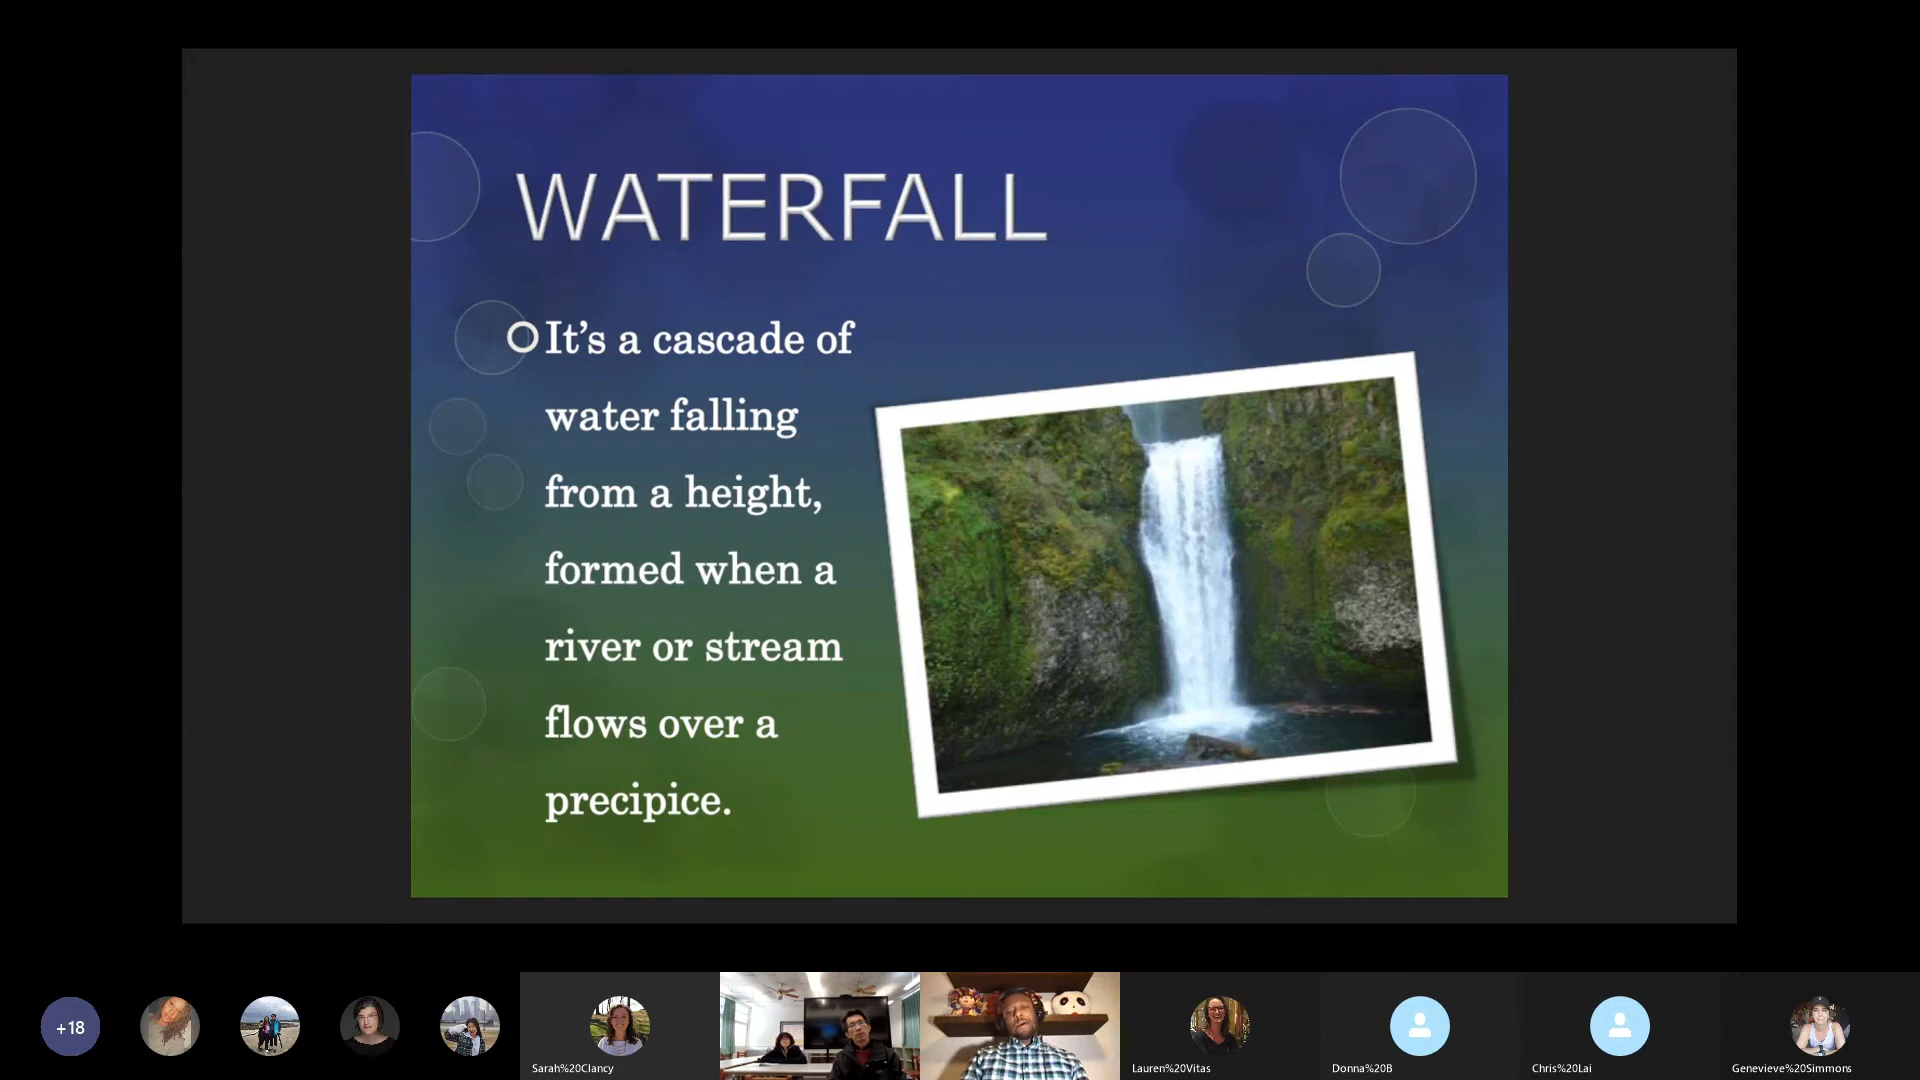 WATERFALL
It's a cascade of
water falling
from a height,
formed when a
river or stream
flows over a
precipice.
+18
Sarah%20Clancy
Lauren%20Vitas
Donna%20B
Chris%20Lai
Genevieve%20Simmons